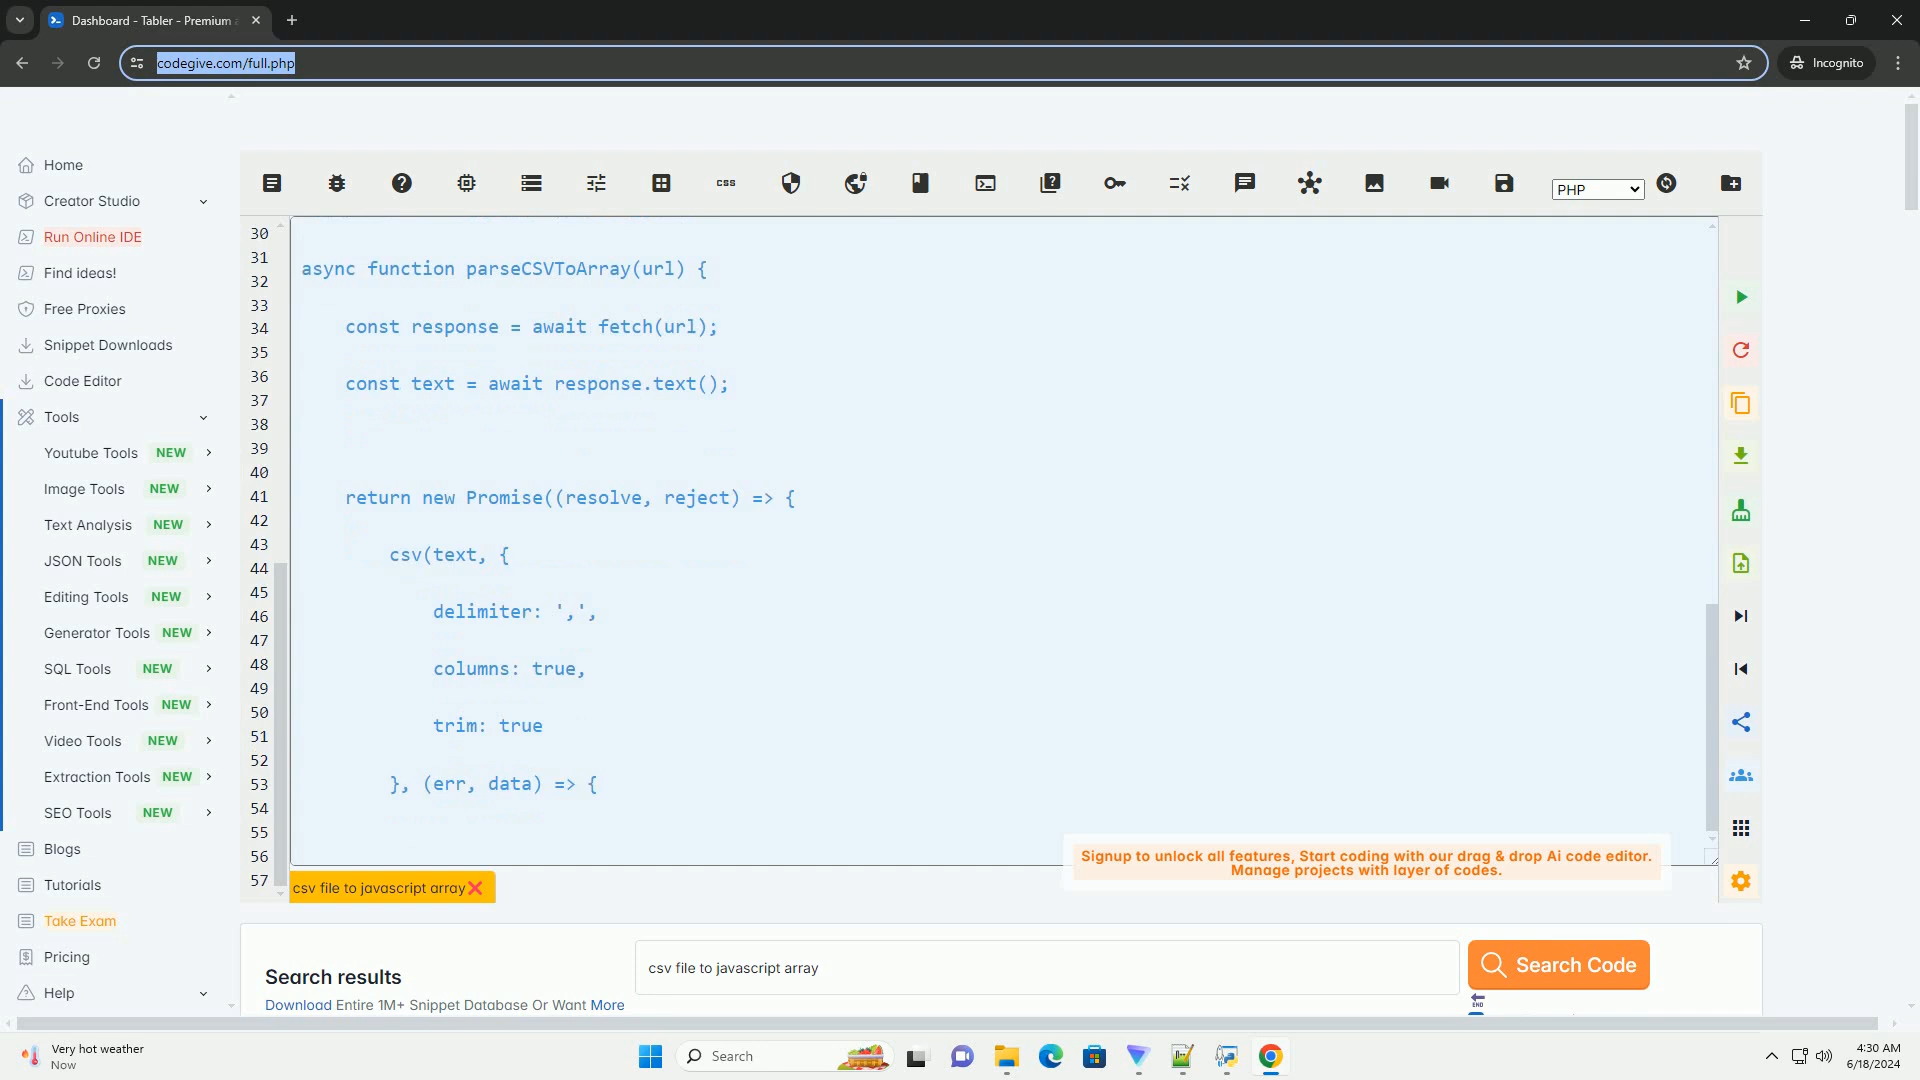 Dashboard - Tabler - Premium
codegive.com/full.php
Incognito
Home
Creator Studio
Run Online IDE
Find ideas!
Free Proxies
Snippet Downloads
Code Editor
Tools
Youtube Tools NEW
Image Tools NEW
Text Analysis NEW
JSON Tools NEW
Editing Tools NEW
Generator Tools NEW
SQL Tools NEW
Front-End Tools NEW
Video Tools NEW
Extraction Tools NEW
SEO Tools NEW
Blogs
Tutorials
Take Exam
Pricing
Help
css
PHP
30
31
32
33
34
35
36
37
38
39
40
41
42
43
44
45
46
47
48
49
50
51
52
53
54
55
56
57
async function parseCSVToArray(url) {
const response = await fetch(url);
const text = await response.text();
return new Promise((resolve, reject) => {
csv(text, {
delimiter: ',',
columns: true,
trim: true
}, (err, data) => {
Signup to unlock all features, Start coding with our drag & drop Ai code editor.
Manage projects with layer of codes.
csv file to javascript array
Search results
Download Entire 1M+ Snippet Database Or Want More
csv file to javascript array
Search Code
END
Very hot weather
Now
Search
4:30 AM
6/18/2024